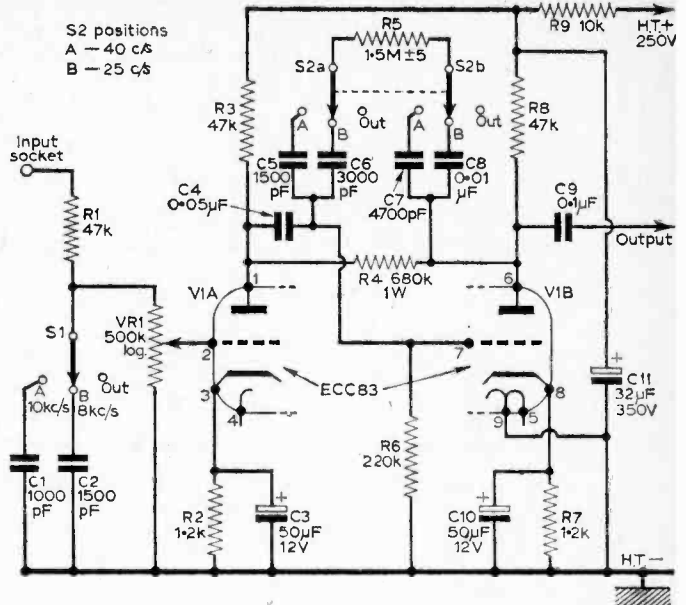 S2 positions
A — 40 c/s
B — 25 c/s
R5
1·5M ±5
S2a
S2b
R9 10k
H.T.+
250V
R3
47k
R8
47k
A
B
Out
A
B
Out
C5
1500
pF
C6
3000
pF
C8
0·01
µF
C7
4700pF
C4
0·05µF
C9
0·1µF
Output
Input
socket
R1
47k
R4 680k
1W
1
6
V1A
V1B
S1
VR1
500k
log.
2
7
A
B
Out
10kc/s
8kc/s
3
4
ECC83
8
9
5
C11
32µF
350V
+
C1
1000
pF
C2
1500
pF
R6
220k
R2
1·2k
+
C3
50µF
12V
C10
50µF
12V
+
R7
1·2k
H.T.—